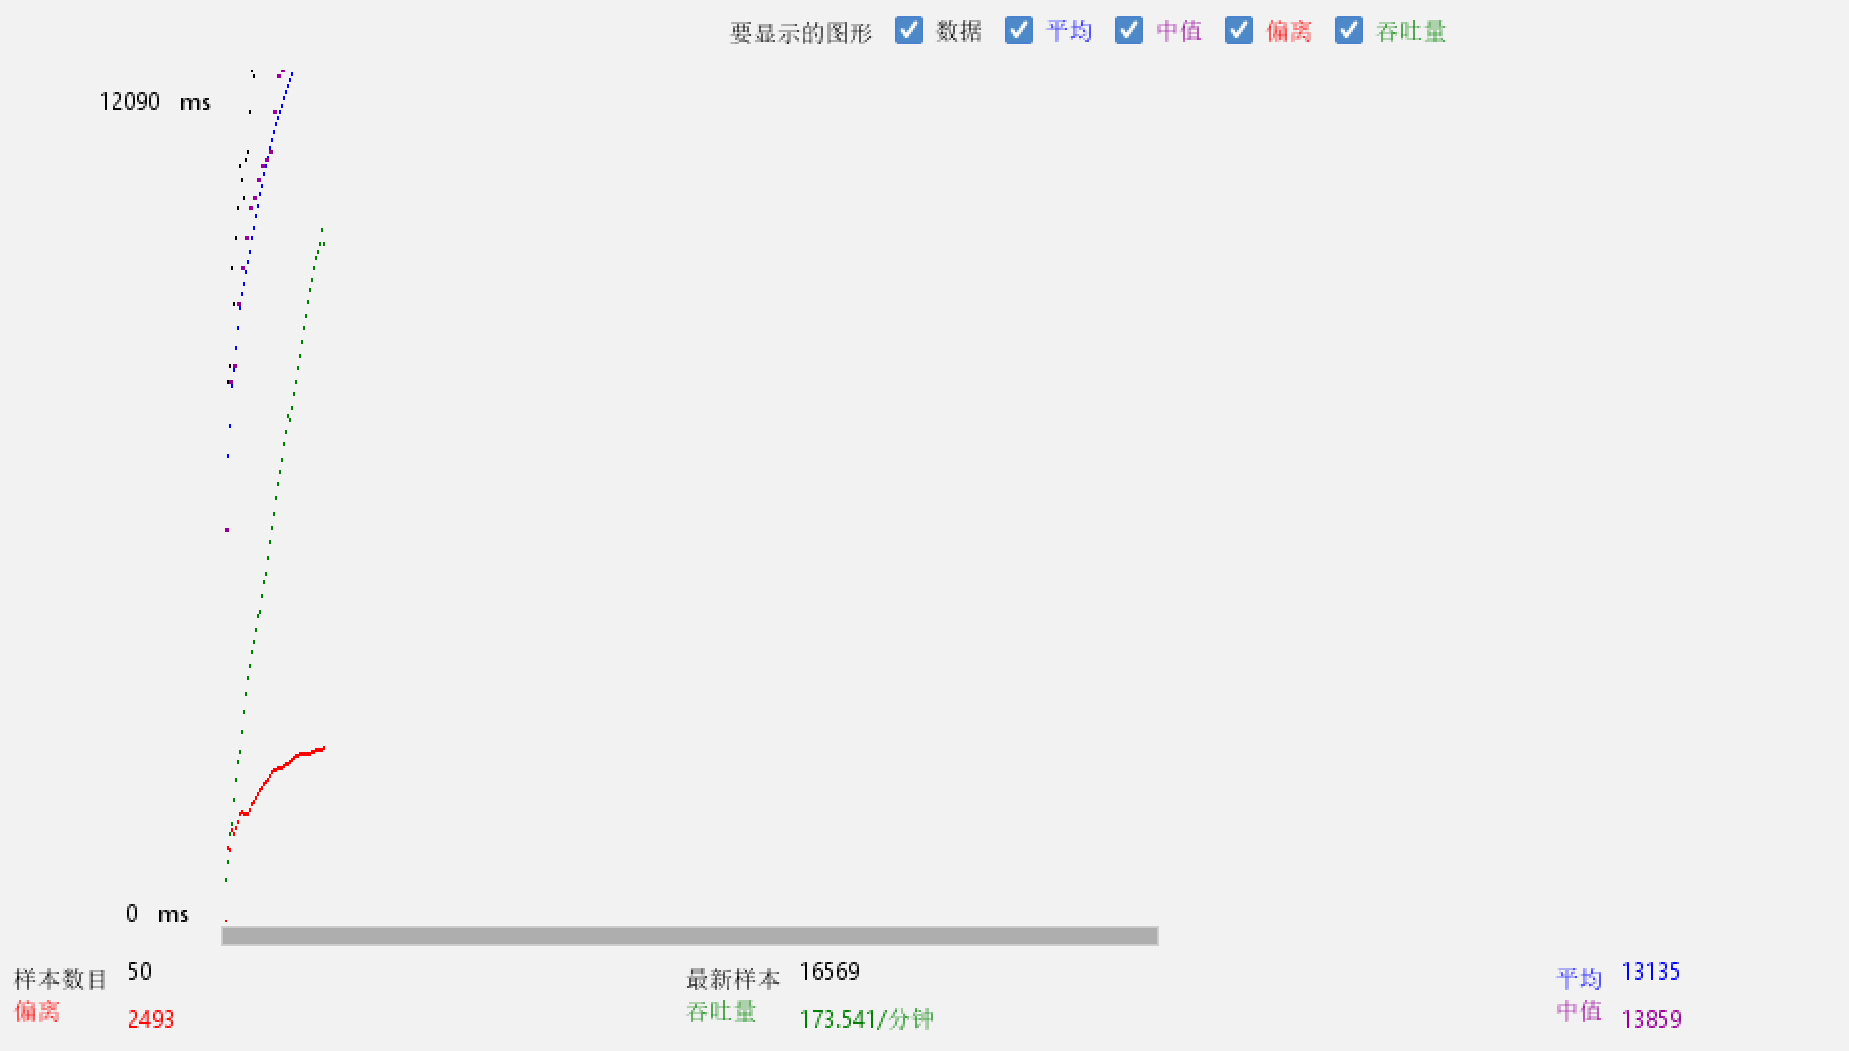 要显示的图形 数据 平均 中值 偏离 吞吐量
12090 ms
0 ms
样本数目 50 最新样本 16569 平均 13135
偏离 2493 吞吐量 173.541/分钟 中值 13859